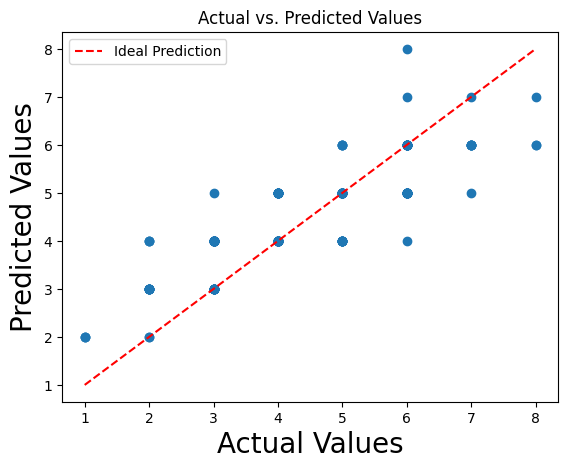 Actual vs. Predicted Values
Ideal Prediction
Predicted Values
8
7
6
5
4
3
2
1
1 2 3 4 5 6 7 8
Actual Values